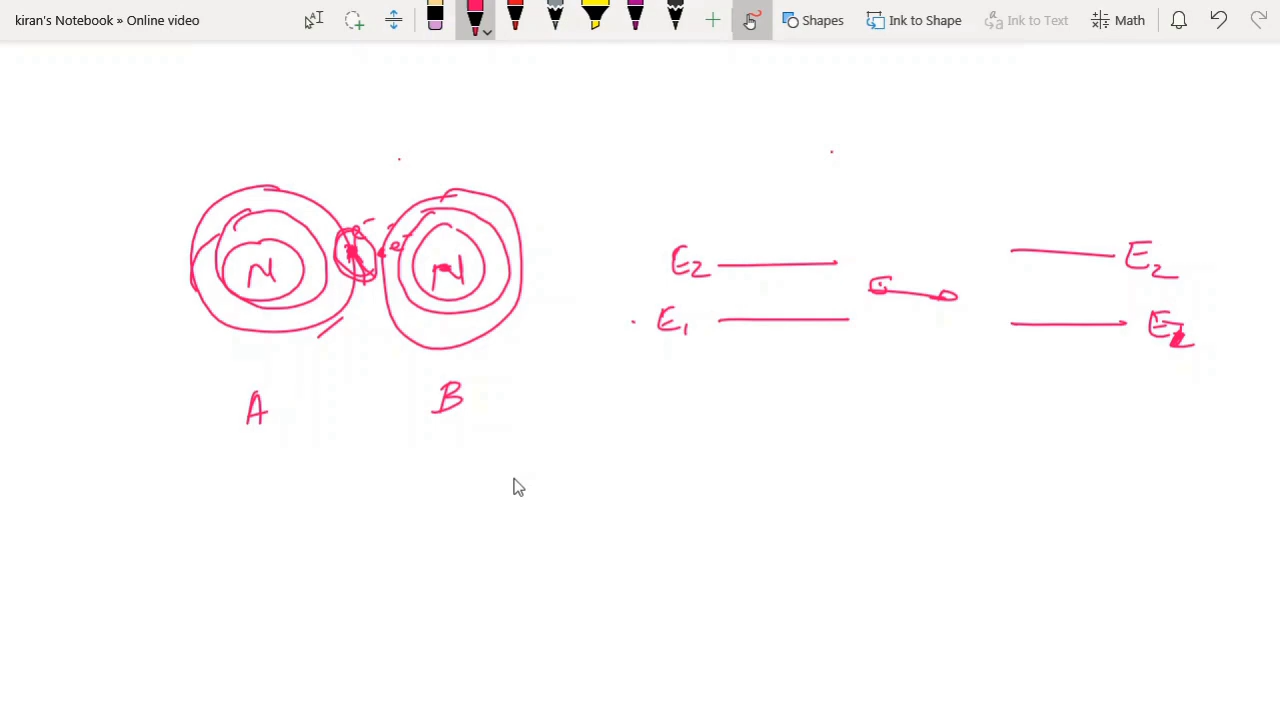 kiran's Notebook » Online video
Shapes
Ink to Shape
Ink to Text
Math
e⁻
e⁻
N
N
E2
E2
E1
E2
A
B